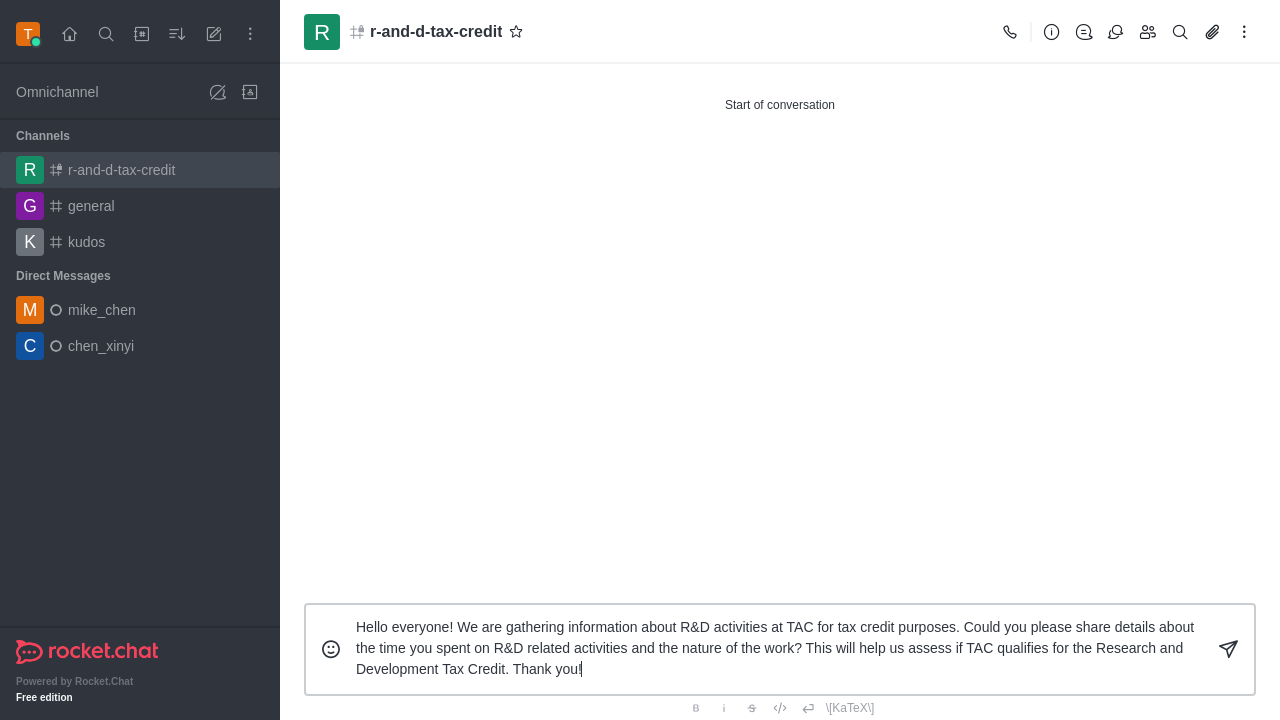 T
Omnichannel
Channels
R r-and-d-tax-credit
G general
K kudos
Direct Messages
M mike_chen
C chen_xinyi
rocket.chat
Powered by Rocket.Chat
Free edition
R r-and-d-tax-credit
Start of conversation
Hello everyone! We are gathering information about R&D activities at TAC for tax credit purposes. Could you please share details about
the time you spent on R&D related activities and the nature of the work? This will help us assess if TAC qualifies for the Research and
Development Tax Credit. Thank you!
B i S </> \[KaTeX\]